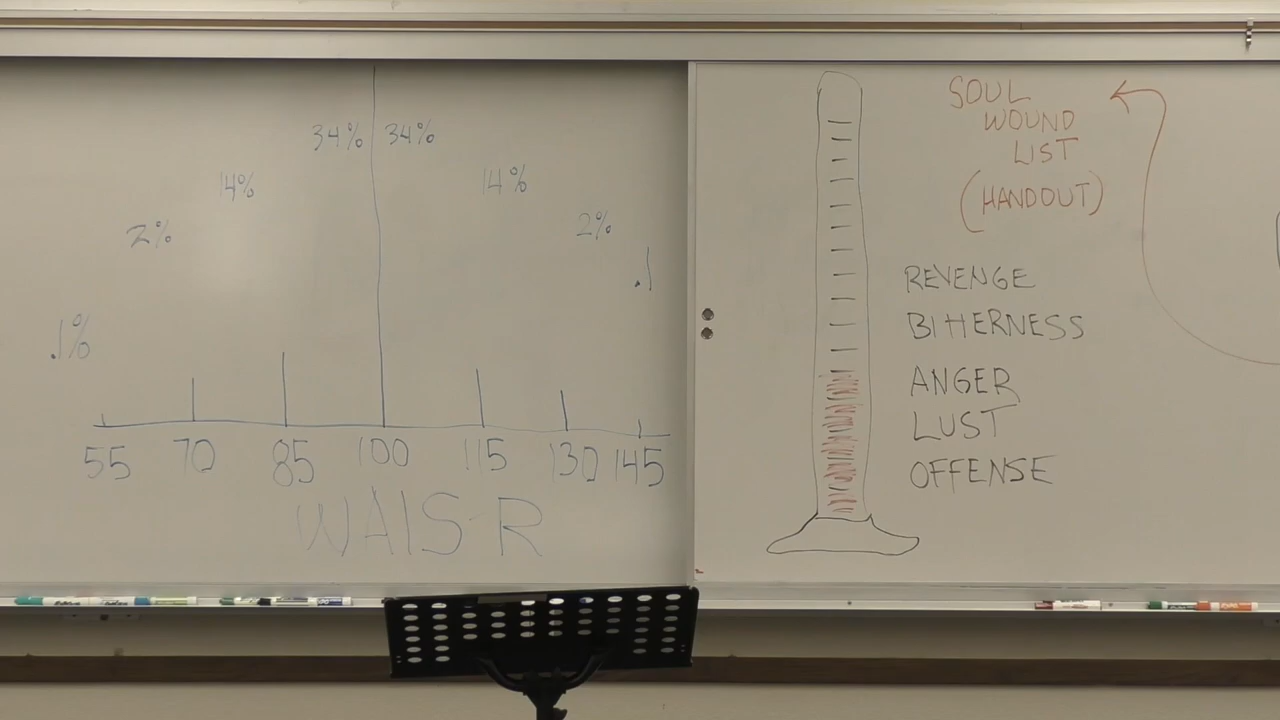 34% 34%
14% 14%
2% 2%
.1
.1%
55 70 85 100 115 130 145
WAIS-R
SOUL
WOUND
LIST
(HANDOUT)
REVENGE
BITTERNESS
ANGER
LUST
OFFENSE